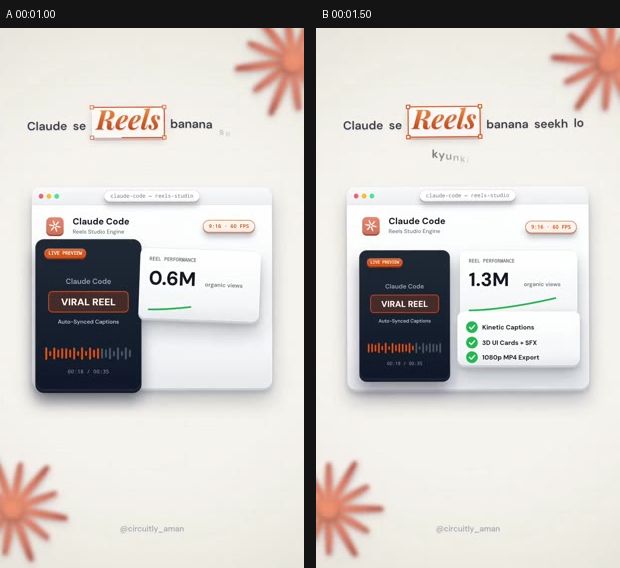 A 00:01.00
Claude se Reels banana
claude-code — reels-studio
Claude Code
Reels Studio Engine
9:16 · 60 FPS
LIVE PREVIEW
Claude Code
VIRAL REEL
Auto-Synced Captions
00:18 / 00:35
REEL PERFORMANCE
0.6M organic views
@circuitly_aman
B 00:01.50
Claude se Reels banana seekh lo
claude-code — reels-studio
Claude Code
Reels Studio Engine
9:16 · 60 FPS
LIVE PREVIEW
Claude Code
VIRAL REEL
Auto-Synced Captions
00:18 / 00:35
REEL PERFORMANCE
1.3M organic views
Kinetic Captions
3D UI Cards + SFX
1080p MP4 Export
@circuitly_aman